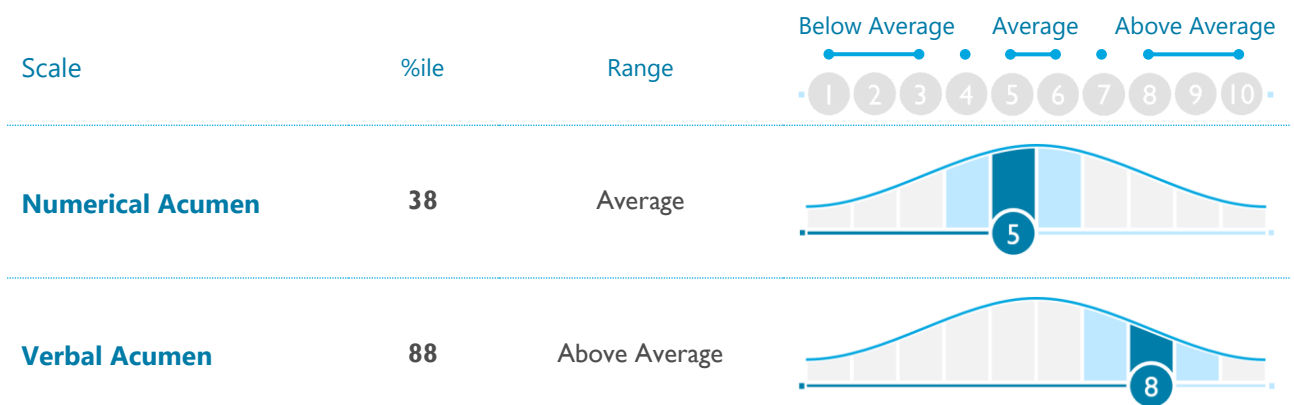 Below Average Average Above Average
Scale %ile Range
1 2 3 4 5 6 7 8 9 10
Numerical Acumen 38 Average
5
Verbal Acumen 88 Above Average
8